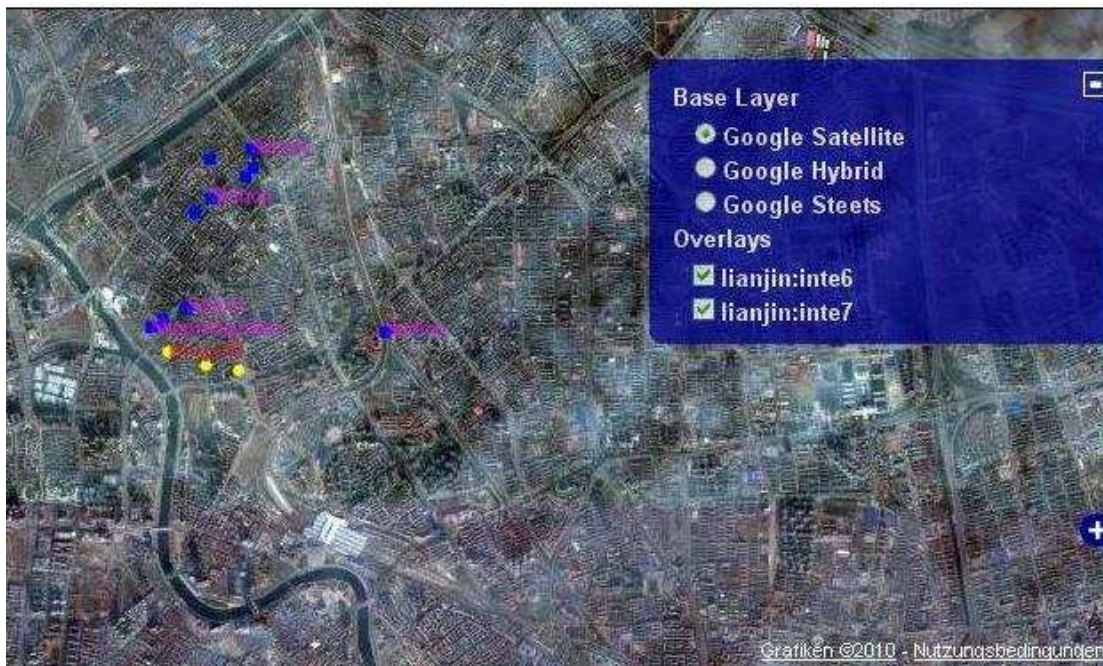 Base Layer
Google Satellite
Google Hybrid
Google Steets
Overlays
lianjin:inte6
lianjin:inte7
Grafiken ©2010 - Nutzungsbedingungen